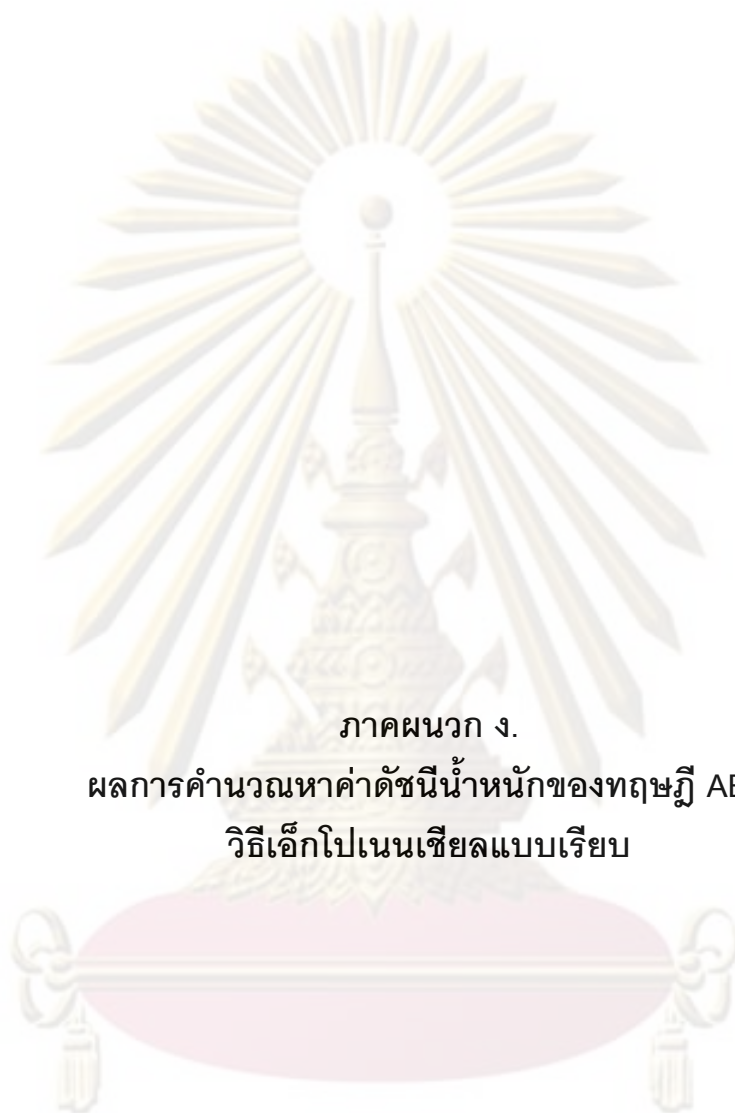 ภาคผนวก ง.
ผลการคำนวณหาค่าดัชนีน้ำหนักของทฤษฎี
วิธีเอ็กโปเนนเชียลแบบเรียบ